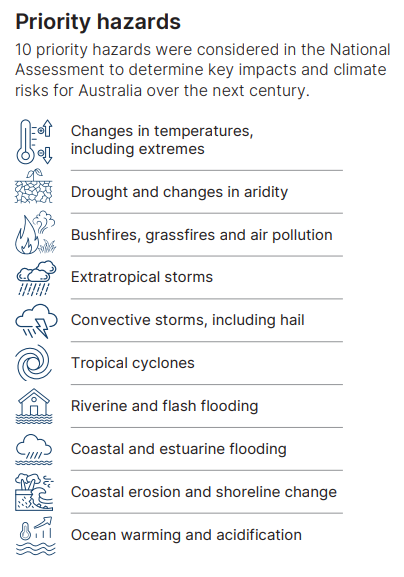 Priority hazards
10 priority hazards were considered in the National
Assessment to determine key impacts and climate
risks for Australia over the next century.
Changes in temperatures,
including extremes
Drought and changes in aridity
Bushfires, grassfires and air pollution
Extratropical storms
Convective storms, including hail
Tropical cyclones
Riverine and flash flooding
Coastal and estuarine flooding
Coastal erosion and shoreline change
Ocean warming and acidification